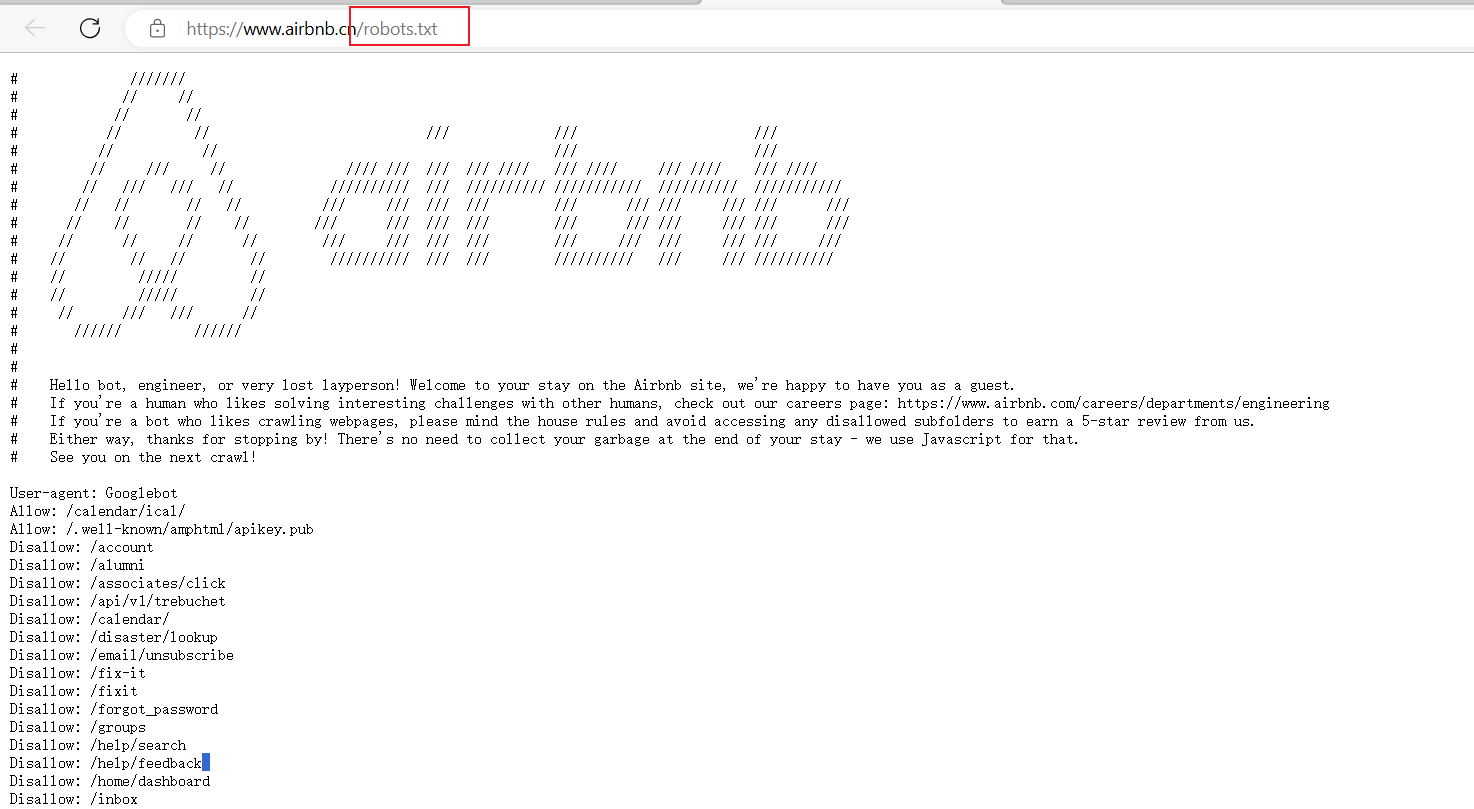 https://www.airbnb.cn/robots.txt
#              ///////
#             //     //
#            //       //
#           //         //                           ///             ///                      ///
#          //           //                                          ///                      ///
#         //     ///     //               //// ///  ///  /// ////   /// ////     /// ////    /// ////
#        //   ///   ///   //            //////////  ///  ////////// ///////////  //////////  ///////////
#       //   //       //   //          ///     ///  ///  ///        ///      /// ///     /// ///      ///
#      //    //       //    //        ///      ///  ///  ///        ///      /// ///     /// ///      ///
#     //      //     //      //        ///     ///  ///  ///        ///     ///  ///     /// ///     ///
#    //        //   //        //        //////////  ///  ///        //////////   ///     /// //////////
#    //         /////         //
#    //         /////         //
#     //      ///   ///      //
#       //////         //////
#
#
#    Hello bot, engineer, or very lost layperson! Welcome to your stay on the Airbnb site, we're happy to have you as a guest.
#    If you're a human who likes solving interesting challenges with other humans, check out our careers page: https://www.airbnb.com/careers/departments/engineering
#    If you're a bot who likes crawling webpages, please mind the house rules and avoid accessing any disallowed subfolders to earn a 5-star review from us.
#    Either way, thanks for stopping by! There's no need to collect your garbage at the end of your stay - we use Javascript for that.
#    See you on the next crawl!
User-agent: Googlebot
Allow: /calendar/ical/
Allow: /.well-known/amphtml/apikey.pub
Disallow: /account
Disallow: /alumni
Disallow: /associates/click
Disallow: /api/v1/trebuchet
Disallow: /calendar/
Disallow: /disaster/lookup
Disallow: /email/unsubscribe
Disallow: /fix-it
Disallow: /fixit
Disallow: /forgot_password
Disallow: /groups
Disallow: /help/search
Disallow: /help/feedback
Disallow: /home/dashboard
Disallow: /inbox